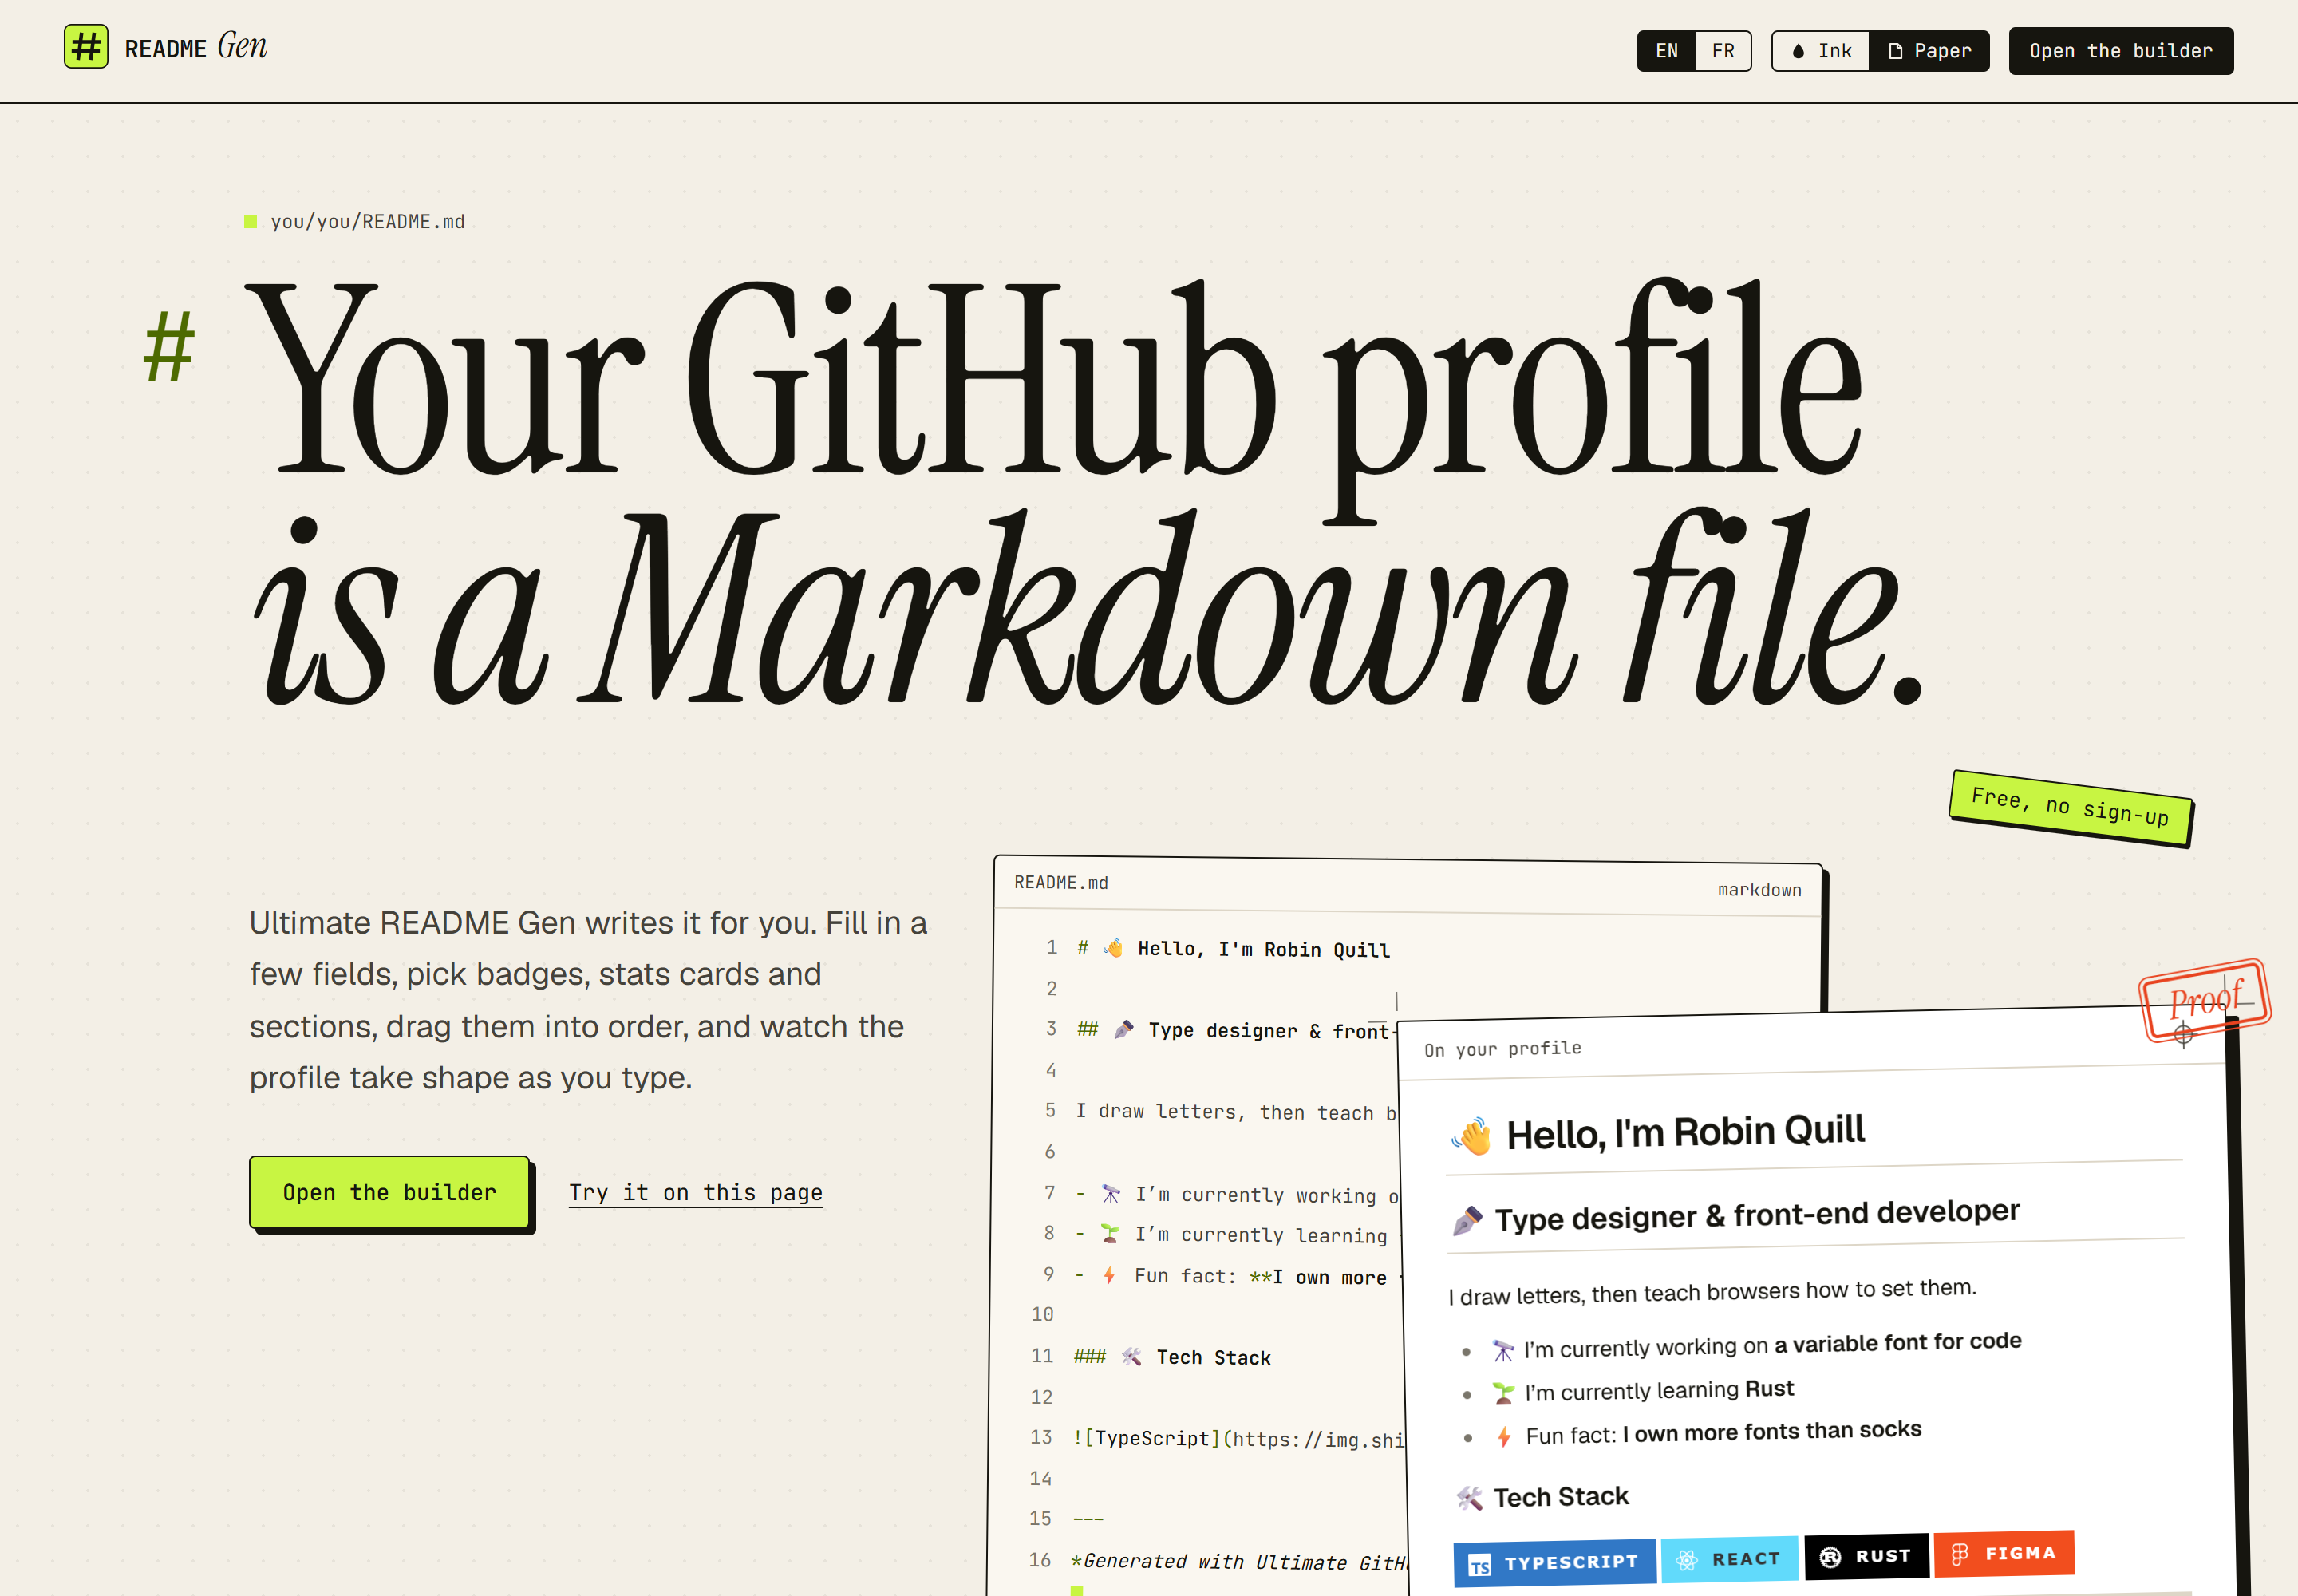 # README Gen
EN FR Ink Paper Open the builder
you/you/README.md
# Your GitHub profile
is a Markdown file.
Free, no sign-up
Ultimate README Gen writes it for you. Fill in a
few fields, pick badges, stats cards and
sections, drag them into order, and watch the
profile take shape as you type.
Open the builder Try it on this page
README.md markdown
1 # 👋 Hello, I'm Robin Quill
2
3 ## 🖋️ Type designer & front-
4
5 I draw letters, then teach b
6
7 - 🔭 I’m currently working o
8 - 🌱 I’m currently learning
9 - ⚡ Fun fact: **I own more
10
11 ### 🛠️ Tech Stack
12
13 ![TypeScript](https://img.shi
14
15 ---
16 *Generated with Ultimate GitH
Proof
On your profile
👋 Hello, I'm Robin Quill
🖋️ Type designer & front-end developer
I draw letters, then teach browsers how to set them.
• 🔭 I’m currently working on a variable font for code
• 🌱 I’m currently learning Rust
• ⚡ Fun fact: I own more fonts than socks
🛠️ Tech Stack
TS TYPESCRIPT REACT R RUST FIGMA